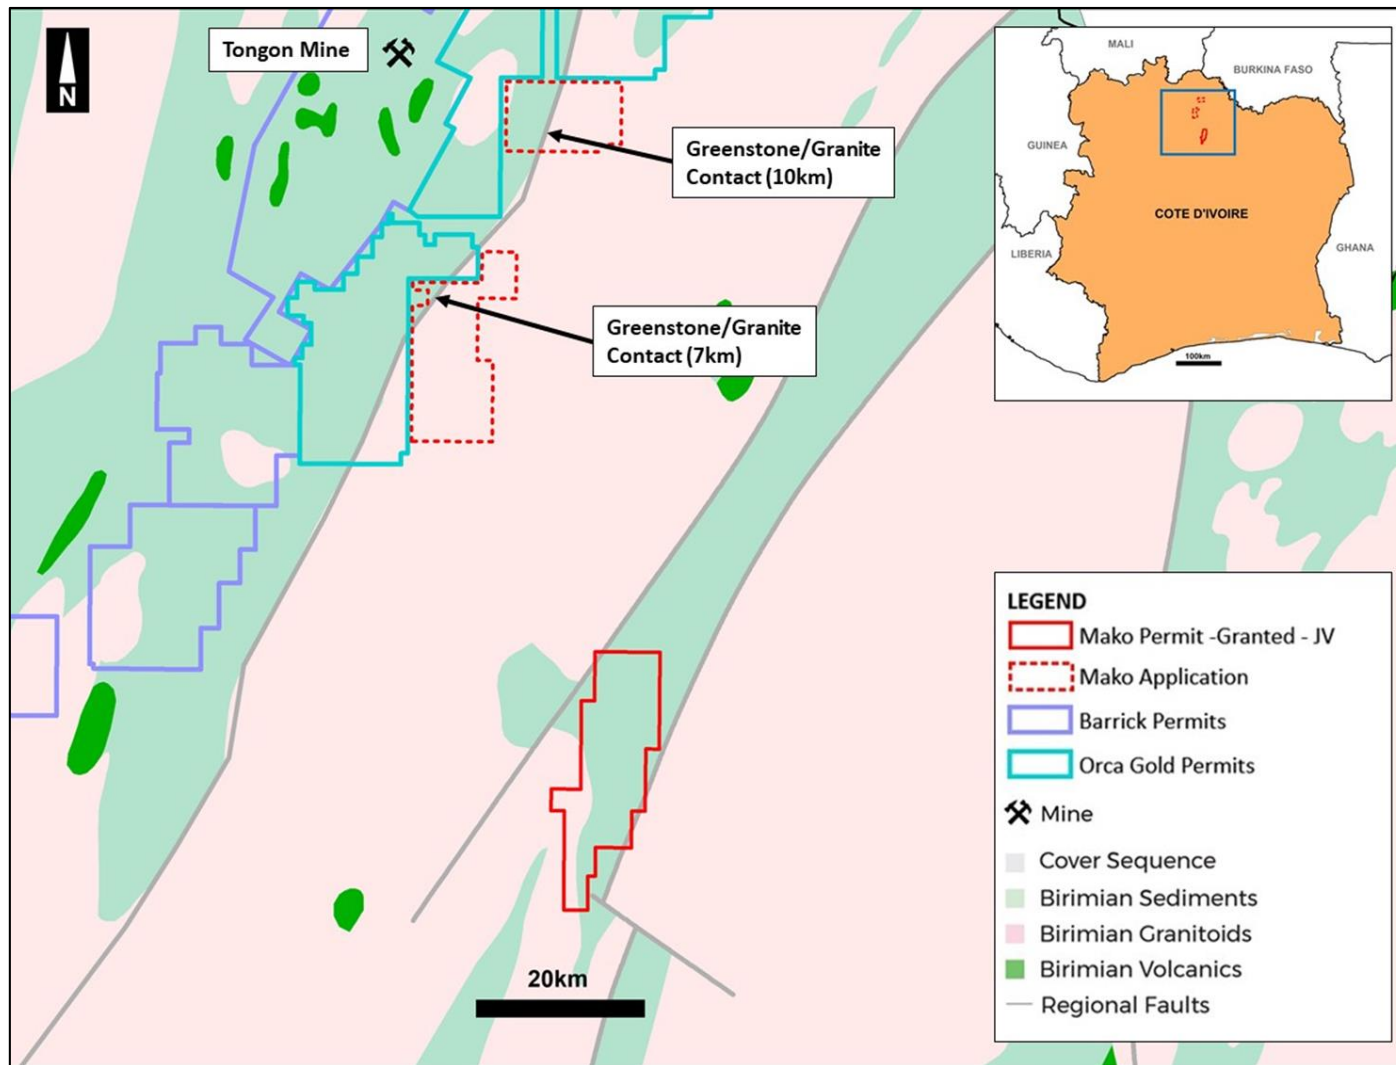 N
Tongon Mine
Greenstone/Granite
Contact (10km)
Greenstone/Granite
Contact (7km)
20km
MALI
BURKINA FASO
GUINEA
COTE D'IVOIRE
LIBERIA
GHANA
100km
LEGEND
Mako Permit -Granted - JV
Mako Application
Barrick Permits
Orca Gold Permits
Mine
Cover Sequence
Birimian Sediments
Birimian Granitoids
Birimian Volcanics
Regional Faults